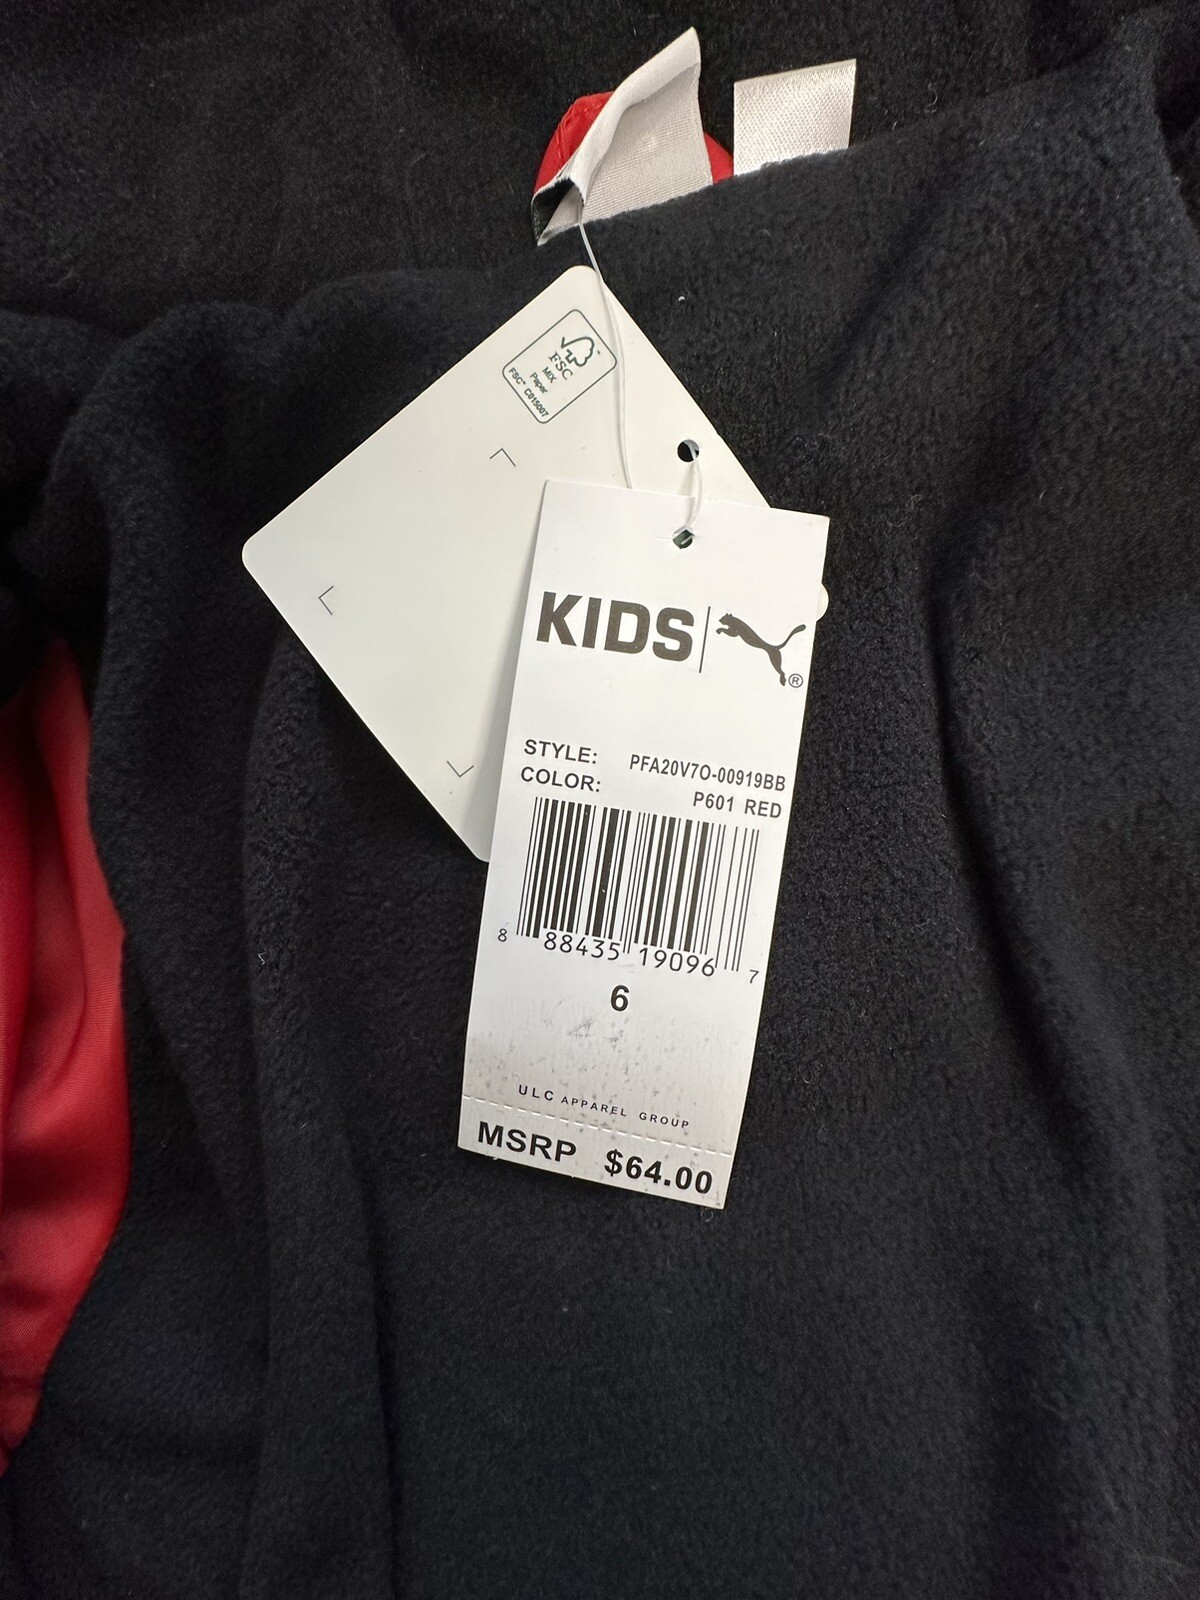 FSC
MIX
Paper
FSC™ C015007
KIDS
®
STYLE: PFA20V7O-00919BB
COLOR: P601 RED
8 88435 19096 7
6
ULC APPAREL GROUP
MSRP $64.00